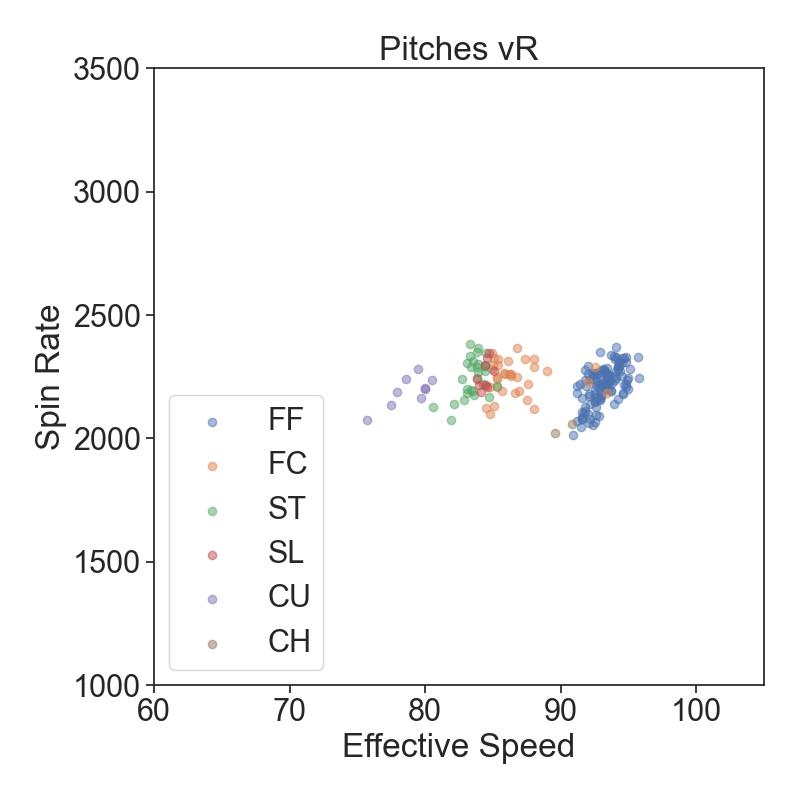 Pitches vR
3500
3000
2500
2000
1500
1000
Spin Rate
FF
FC
ST
SL
CU
CH
60 70 80 90 100
Effective Speed